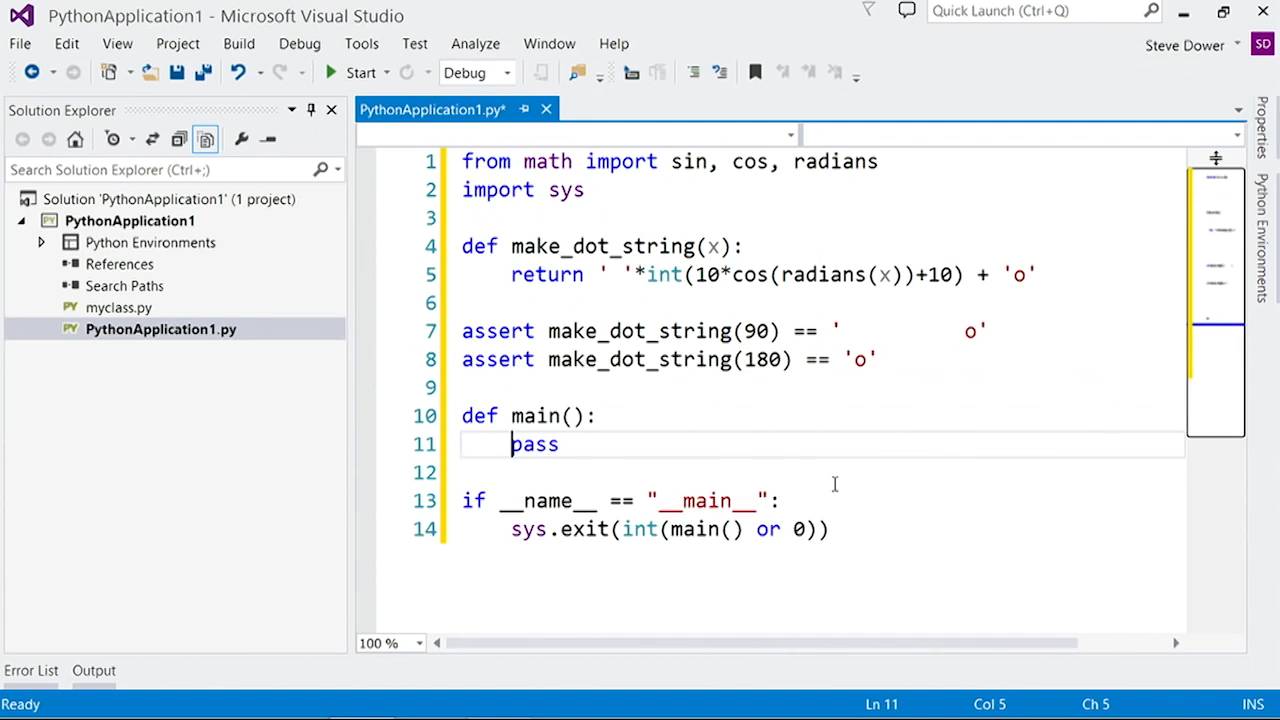 PythonApplication1 - Microsoft Visual Studio
Quick Launch (Ctrl+Q)
File Edit View Project Build Debug Tools Test Analyze Window Help
Steve Dower SD
Start Debug
Solution Explorer
PythonApplication1.py*
Search Solution Explorer (Ctrl+;)
Solution 'PythonApplication1' (1 project)
PY PythonApplication1
Python Environments
References
Search Paths
PY myclass.py
PY PythonApplication1.py
1 from math import sin, cos, radians
2 import sys
3
4 def make_dot_string(x):
5     return ' '*int(10*cos(radians(x))+10) + 'o'
6
7 assert make_dot_string(90) == '          o'
8 assert make_dot_string(180) == 'o'
9
10 def main():
11     pass
12
13 if __name__ == "__main__":
14     sys.exit(int(main() or 0))
Properties
Python Environments
100 %
Error List Output
Ready Ln 11 Col 5 Ch 5 INS